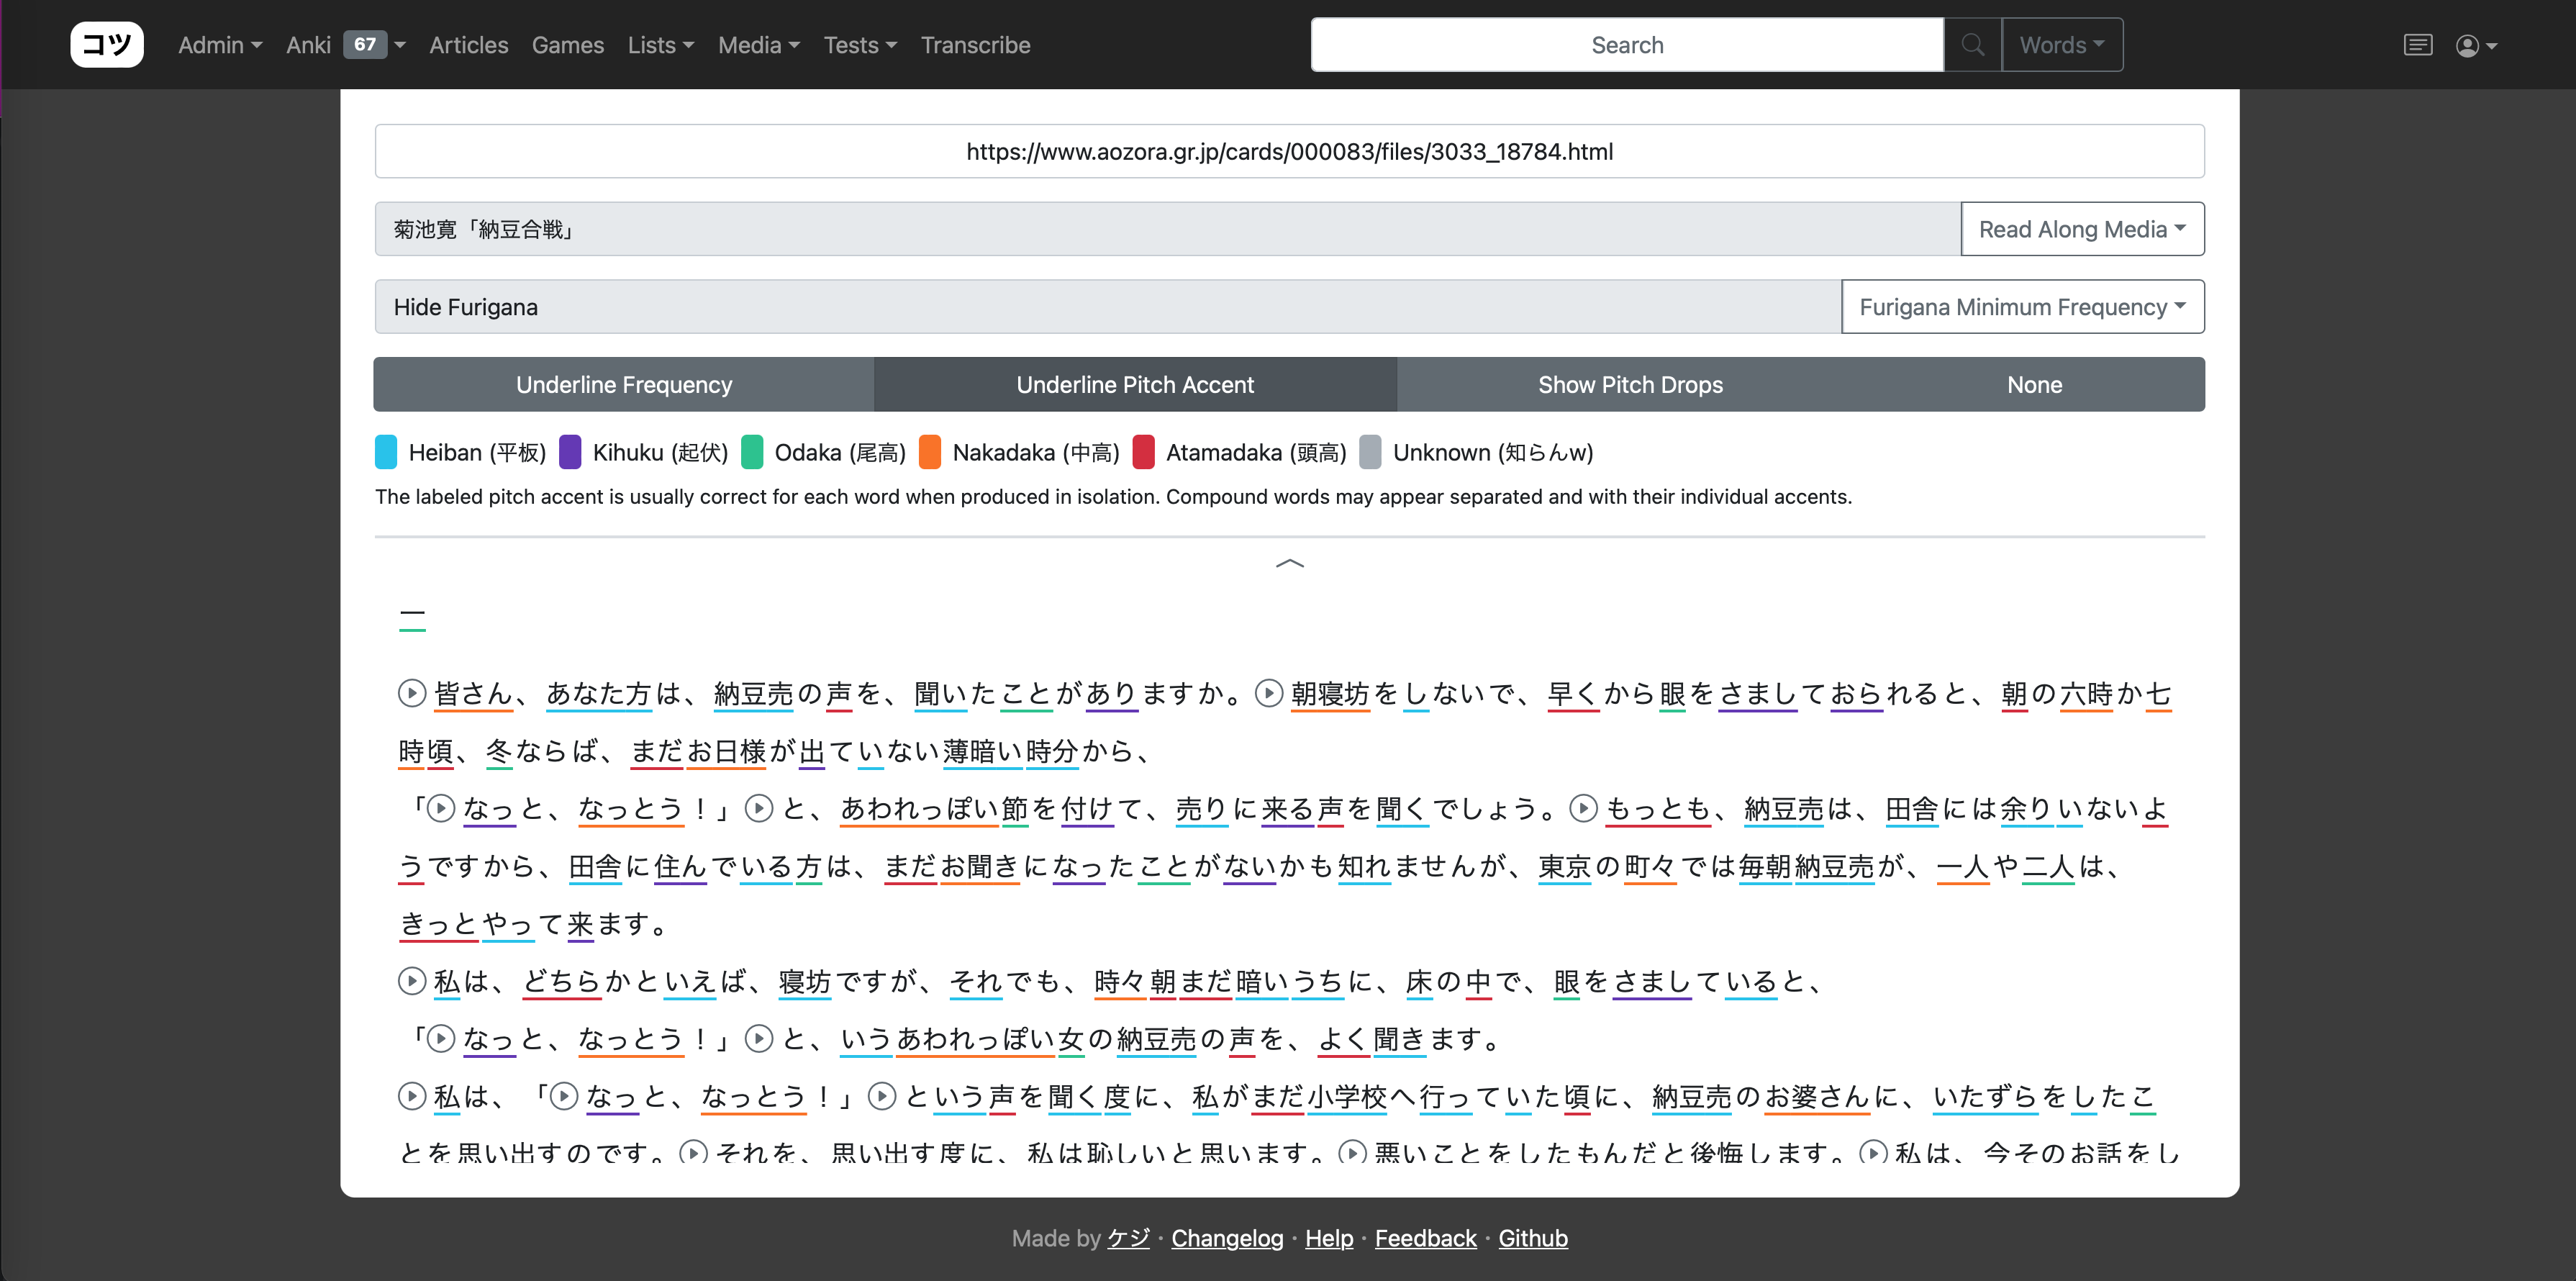 コツ Admin Anki 67 Articles Games Lists Media Tests Transcribe Search Words
https://www.aozora.gr.jp/cards/000083/files/3033_18784.html
菊池寛「納豆合戦」 Read Along Media
Hide Furigana Furigana Minimum Frequency
Underline Frequency Underline Pitch Accent Show Pitch Drops None
Heiban (平板) Kihuku (起伏) Odaka (尾高) Nakadaka (中高) Atamadaka (頭高) Unknown (知らんw)
The labeled pitch accent is usually correct for each word when produced in isolation. Compound words may appear separated and with their individual accents.
一
皆さん、あなた方は、納豆売の声を、聞いたことがありますか。朝寝坊をしないで、早くから眼をさましておられると、朝の六時か七
時頃、冬ならば、まだお日様が出ていない薄暗い時分から、
「なっと、なっとう！」と、あわれっぽい節を付けて、売りに来る声を聞くでしょう。もっとも、納豆売は、田舎には余りいないよ
うですから、田舎に住んでいる方は、まだお聞きになったことがないかも知れませんが、東京の町々では毎朝納豆売が、一人や二人は、
きっとやって来ます。
私は、どちらかといえば、寝坊ですが、それでも、時々朝まだ暗いうちに、床の中で、眼をさましていると、
「なっと、なっとう！」と、いうあわれっぽい女の納豆売の声を、よく聞きます。
私は、「なっと、なっとう！」という声を聞く度に、私がまだ小学校へ行っていた頃に、納豆売のお婆さんに、いたずらをしたこ
とを思い出すのです。それを、思い出す度に、私は恥しいと思います。悪いことをしたもんだと後悔します。私は、今そのお話をし
Made by ケジ · Changelog · Help · Feedback · Github